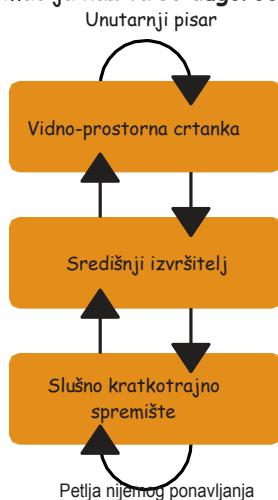 Unutarnji pisar
Vidno-prostorna crtanka
Središnji izvršitelj
Slušno kratkotrajno
spremište
Petlja nijemog ponavljanja